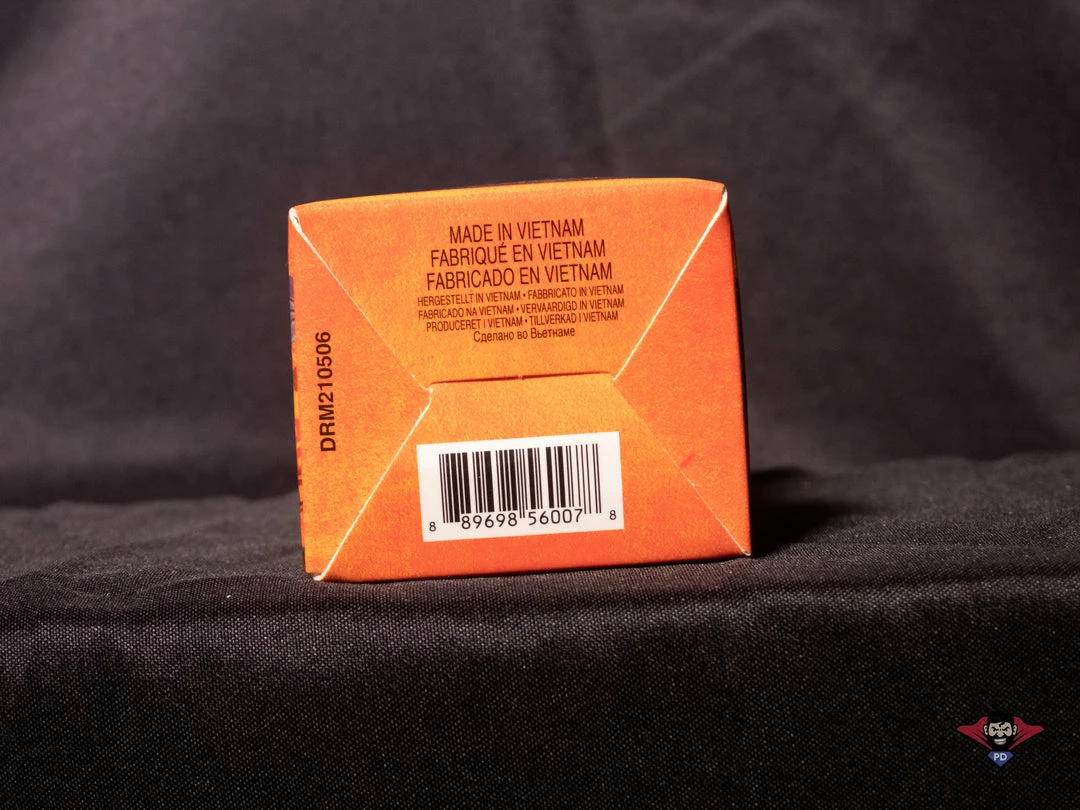 MADE IN VIETNAM
FABRIQUÉ EN VIETNAM
FABRICADO EN VIETNAM
HERGESTELLT IN VIETNAM • FABBRICATO IN VIETNAM
FABRICADO NA VIETNAM • VERVAARDIGD IN VIETNAM
PRODUCERET I VIETNAM • TILLVERKAD I VIETNAM
Сделано во Вьетнаме
DRM210506
8 89698 56007 8
PD